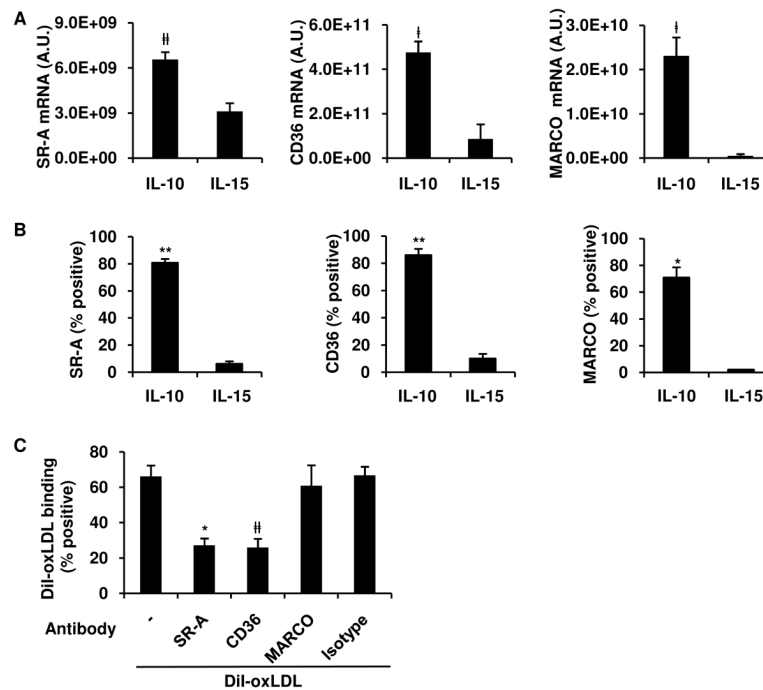 A
SR-A mRNA (A.U.)
9.0E+09
6.0E+09
3.0E+09
0.0E+00
ǂǂ
IL-10 IL-15
CD36 mRNA (A.U.)
6.0E+11
4.0E+11
2.0E+11
0.0E+00
ǂ
IL-10 IL-15
MARCO mRNA (A.U.)
3.0E+10
2.0E+10
1.0E+10
0.0E+00
ǂ
IL-10 IL-15
B
SR-A (% positive)
100
80
60
40
20
0
**
IL-10 IL-15
CD36 (% positive)
100
80
60
40
20
0
**
IL-10 IL-15
MARCO (% positive)
100
80
60
40
20
0
*
IL-10 IL-15
C
Dil-oxLDL binding
(% positive)
80
60
40
20
0
*
ǂǂ
Antibody - SR-A CD36 MARCO Isotype
Dil-oxLDL